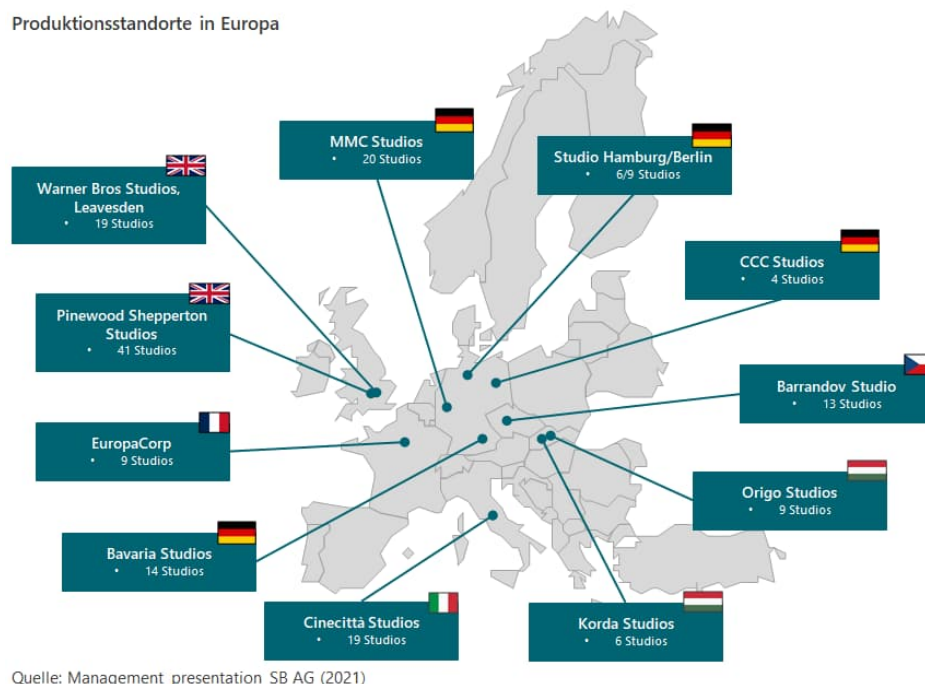 Produktionsstandorte in Europa
MMC Studios
• 20 Studios
Studio Hamburg/Berlin
• 6/9 Studios
Warner Bros Studios,
Leavesden
• 19 Studios
CCC Studios
• 4 Studios
Pinewood Shepperton
Studios
• 41 Studios
Barrandov Studio
• 13 Studios
EuropaCorp
• 9 Studios
Origo Studios
• 9 Studios
Bavaria Studios
• 14 Studios
Cinecittà Studios
• 19 Studios
Korda Studios
• 6 Studios
Quelle: Management presentation SB AG (2021)